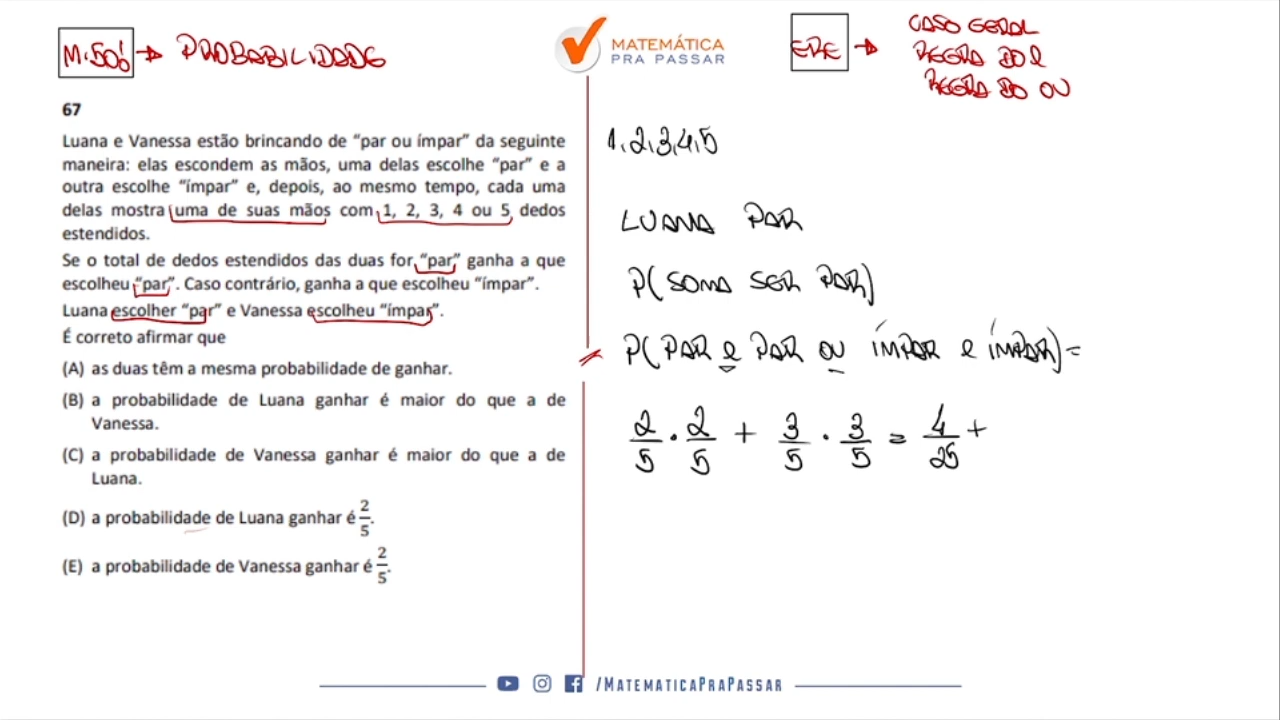 M.SOÓ → PROBABILIDADE
MATEMÁTICA
PRA PASSAR
ERE →
CASO GERAL
REGRA DO E
REGRA DO OU
67
Luana e Vanessa estão brincando de “par ou ímpar” da seguinte
maneira: elas escondem as mãos, uma delas escolhe “par” e a
outra escolhe “ímpar” e, depois, ao mesmo tempo, cada uma
delas mostra uma de suas mãos com 1, 2, 3, 4 ou 5 dedos
estendidos.
Se o total de dedos estendidos das duas for “par” ganha a que
escolheu “par”. Caso contrário, ganha a que escolheu “ímpar”.
Luana escolher “par” e Vanessa escolheu “ímpar”.
É correto afirmar que
(A) as duas têm a mesma probabilidade de ganhar.
(B) a probabilidade de Luana ganhar é maior do que a de
Vanessa.
(C) a probabilidade de Vanessa ganhar é maior do que a de
Luana.
(D) a probabilidade de Luana ganhar é 2/5.
(E) a probabilidade de Vanessa ganhar é 2/5.
1,2,3,4,5
LUANA PAR
P(SOMA SER PAR)
P(PAR e PAR OU ÍMPAR e ÍMPAR)=
2/5 . 2/5 + 3/5 . 3/5 = 4/25 +
/MATEMATICAPRAPASSAR